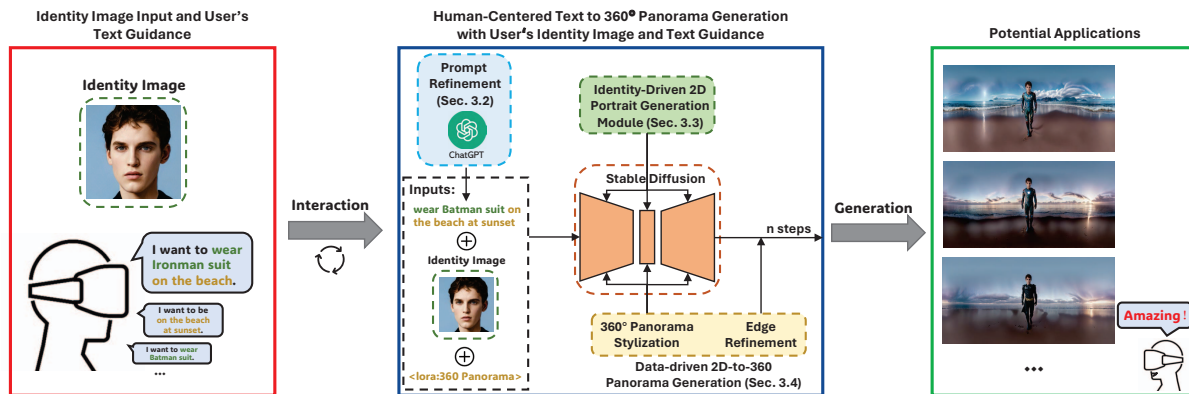 Identity Image Input and User's
Text Guidance
Identity Image
I want to wear
Ironman suit
on the beach.
I want to be
on the beach
at sunset.
I want to wear
Batman suit.
...
Interaction
Human-Centered Text to 360° Panorama Generation
with User's Identity Image and Text Guidance
Prompt
Refinement
(Sec. 3.2)
ChatGPT
Identity-Driven 2D
Portrait Generation
Module (Sec. 3.3)
Inputs:
wear Batman suit on
the beach at sunset
Identity Image
<lora:360 Panorama>
Stable Diffusion
n steps
360° Panorama
Stylization
Edge
Refinement
Data-driven 2D-to-360
Panorama Generation (Sec. 3.4)
Generation
Potential Applications
Amazing!
...